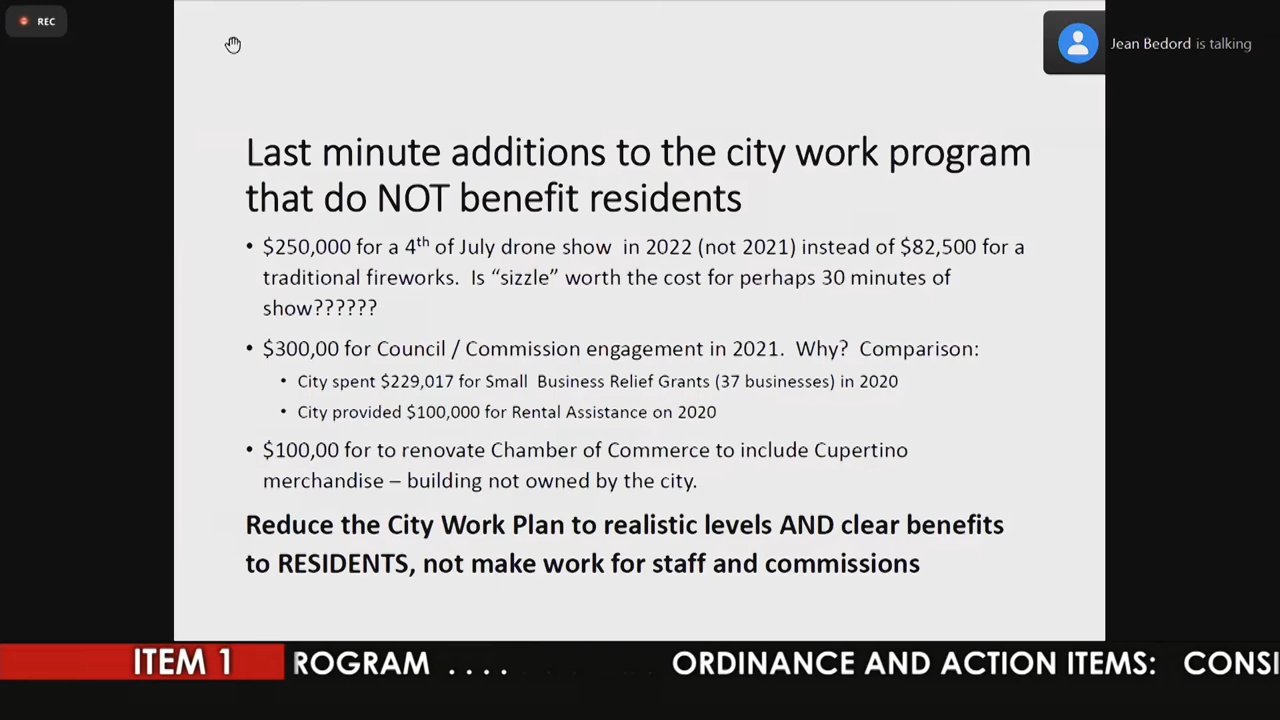 REC
Jean Bedord is talking
Last minute additions to the city work program
that do NOT benefit residents
• $250,000 for a 4th of July drone show in 2022 (not 2021) instead of $82,500 for a
traditional fireworks. Is “sizzle” worth the cost for perhaps 30 minutes of
show??????
• $300,00 for Council / Commission engagement in 2021. Why? Comparison:
• City spent $229,017 for Small Business Relief Grants (37 businesses) in 2020
• City provided $100,000 for Rental Assistance on 2020
• $100,00 for to renovate Chamber of Commerce to include Cupertino
merchandise – building not owned by the city.
Reduce the City Work Plan to realistic levels AND clear benefits
to RESIDENTS, not make work for staff and commissions
ITEM 1 ROGRAM .... ORDINANCE AND ACTION ITEMS: CONSI